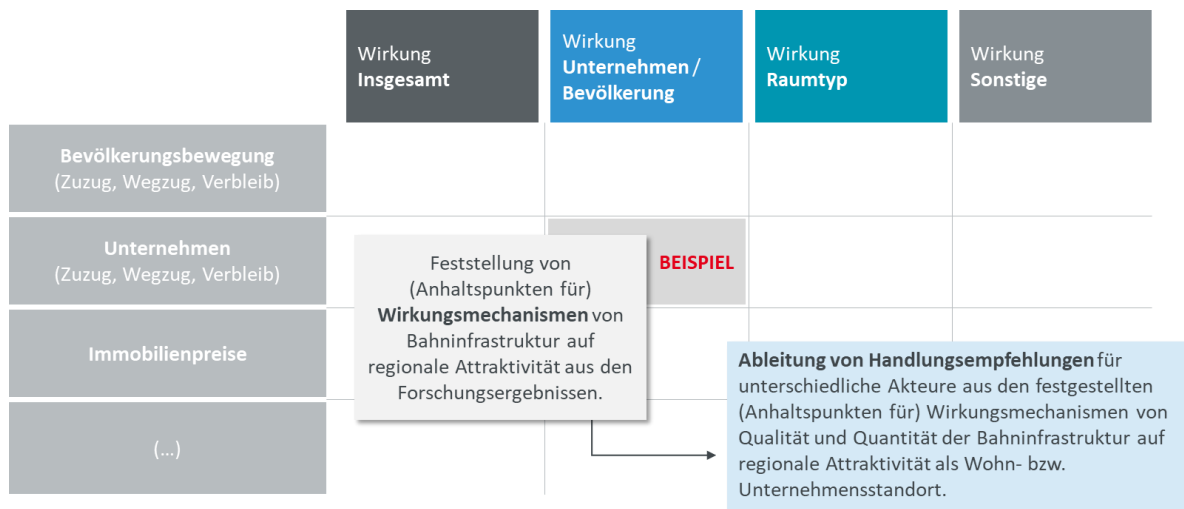 Wirkung
Insgesamt
Wirkung
Unternehmen /
Bevölkerung
Wirkung
Raumtyp
Wirkung
Sonstige
Bevölkerungsbewegung
(Zuzug, Wegzug, Verbleib)
Unternehmen
(Zuzug, Wegzug, Verbleib)
BEISPIEL
Feststellung von
(Anhaltspunkten für)
Wirkungsmechanismen von
Bahninfrastruktur auf
regionale Attraktivität aus den
Forschungsergebnissen.
Immobilienpreise
(...)
Ableitung von Handlungsempfehlungen für
unterschiedliche Akteure aus den festgestellten
(Anhaltspunkten für) Wirkungsmechanismen von
Qualität und Quantität der Bahninfrastruktur auf
regionale Attraktivität als Wohn- bzw.
Unternehmensstandort.